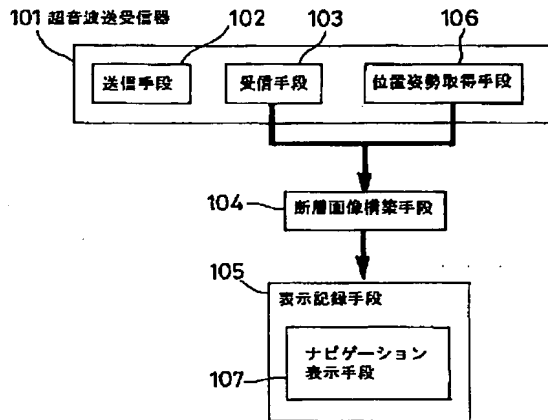 101 超音波送受信器
102
103
106
送信手段
受信手段
位置姿勢取得手段
104
断層画像構築手段
105
表示記録手段
ナビゲーション
表示手段
107